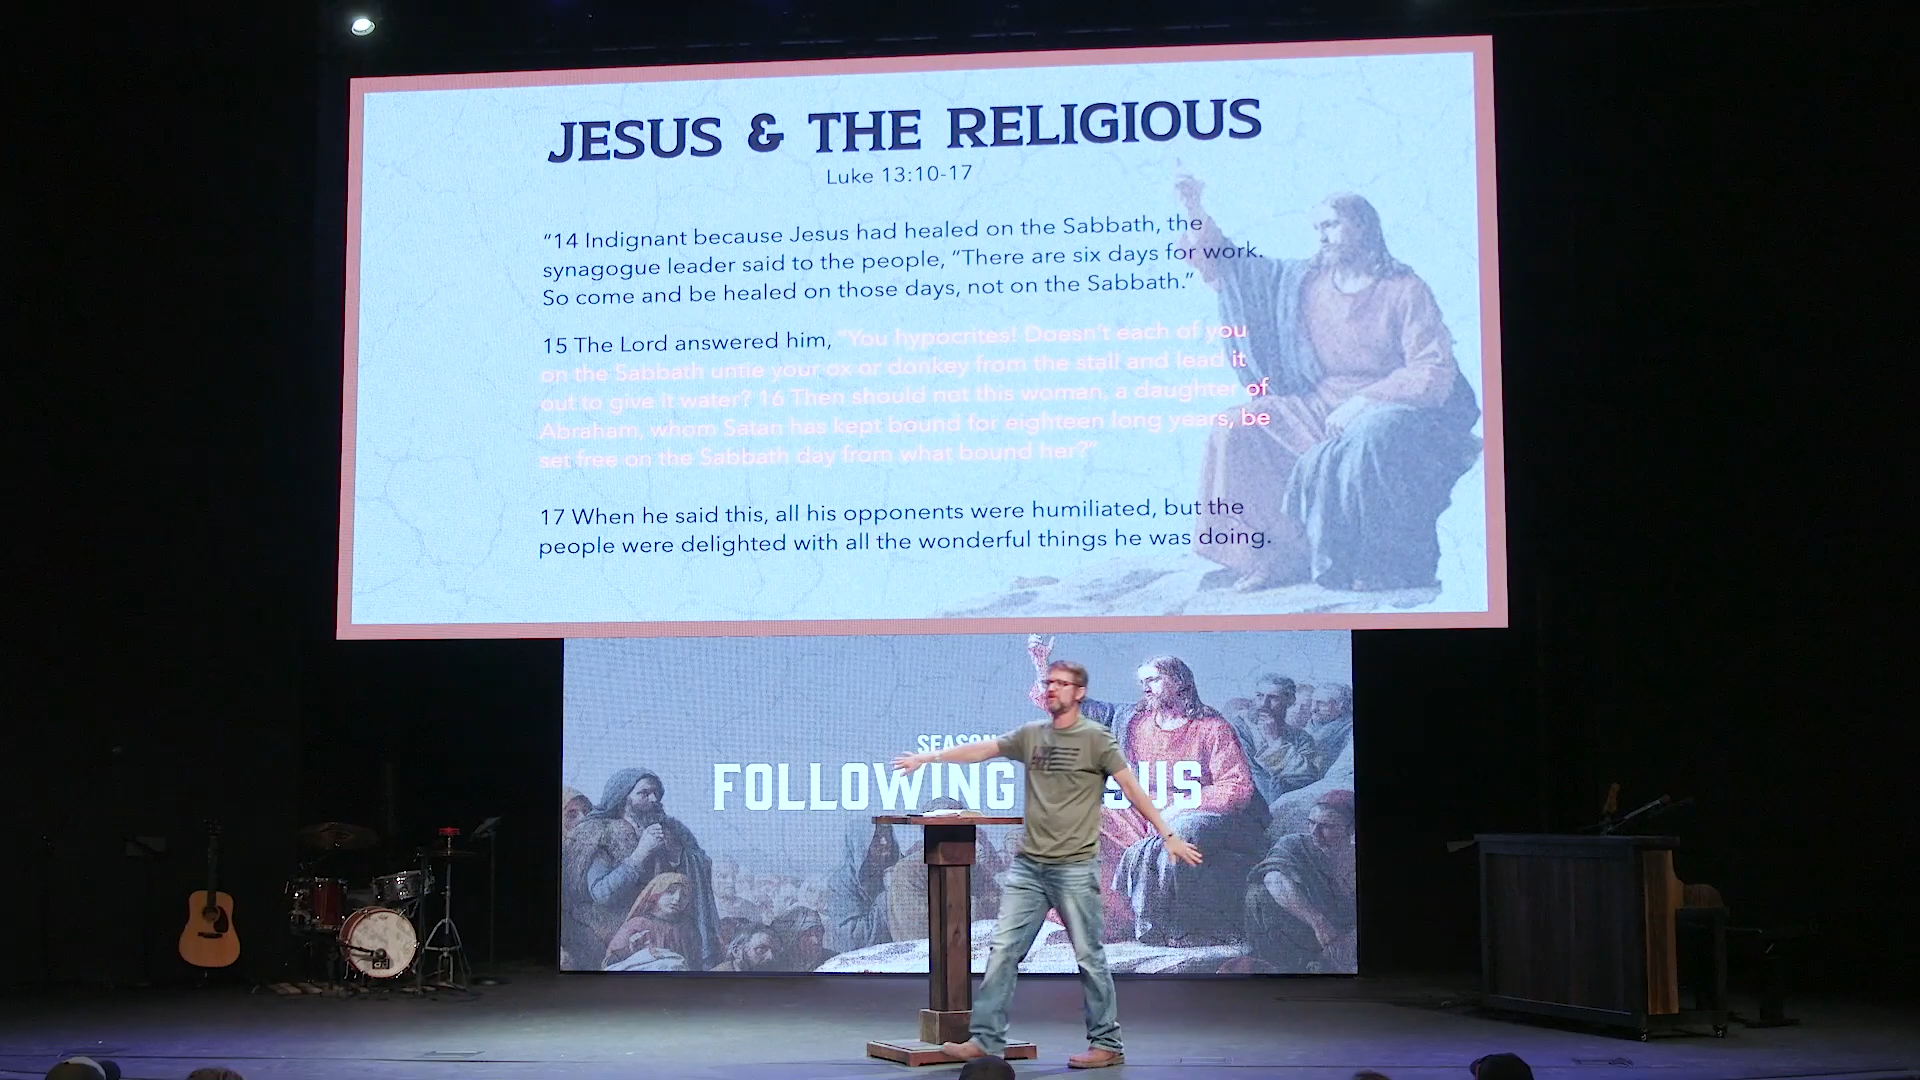 JESUS & THE RELIGIOUS
Luke 13:10-17
“14 Indignant because Jesus had healed on the Sabbath, the
synagogue leader said to the people, “There are six days for work.
So come and be healed on those days, not on the Sabbath.”
15 The Lord answered him, “You hypocrites! Doesn’t each of you
on the Sabbath untie your ox or donkey from the stall and lead it
out to give it water? 16 Then should not this woman, a daughter of
Abraham, whom Satan has kept bound for eighteen long years, be
set free on the Sabbath day from what bound her?”
17 When he said this, all his opponents were humiliated, but the
people were delighted with all the wonderful things he was doing.
SEASON
FOLLOWING SUS